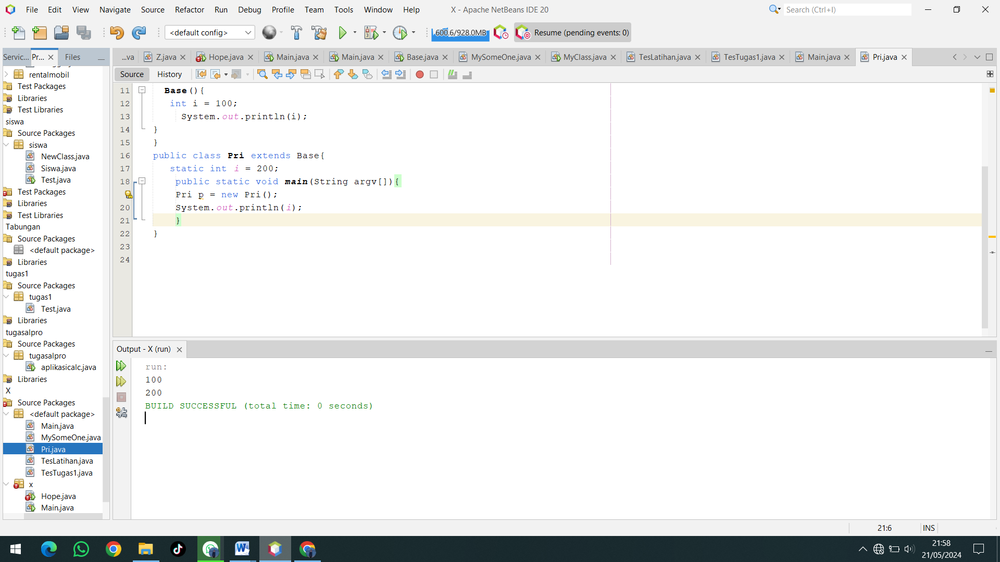 File Edit View Navigate Source Refactor Run Debug Profile Team Tools Window Help X - Apache NetBeans IDE 20 Search (Ctrl+I)
<default config> 600.6/928.0MB Resume (pending events: 0)
Servic... Pr... Files ...va Z.java Hope.java Main.java Main.java Base.java MySomeOne.java MyClass.java TesLatihan.java TesTugas1.java Main.java Pri.java
Source History
rentalmobil
Test Packages
Libraries
Test Libraries
siswa
Source Packages
siswa
NewClass.java
Siswa.java
Test.java
Test Packages
Libraries
Test Libraries
Tabungan
Source Packages
<default package>
Libraries
tugas1
Source Packages
tugas1
Test.java
Libraries
tugasalpro
Source Packages
tugasalpro
aplikasicalc.java
Libraries
X
Source Packages
<default package>
Main.java
MySomeOne.java
Pri.java
TesLatihan.java
TesTugas1.java
x
Hope.java
Main.java
11 Base(){
12 int i = 100;
13 System.out.println(i);
14 }
15 }
16 public class Pri extends Base{
17 static int i = 200;
18 public static void main(String argv[]){
Pri p = new Pri();
20 System.out.println(i);
21 }
22 }
23
24
Output - X (run)
run:
100
200
BUILD SUCCESSFUL (total time: 0 seconds)
21:6 INS
21:58
21/05/2024